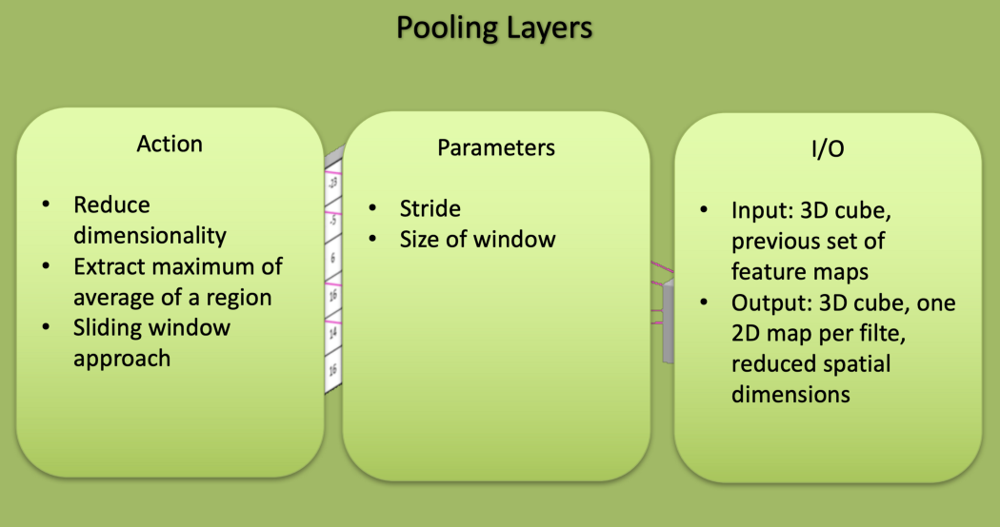 Pooling Layers
Action
• Reduce
dimensionality
• Extract maximum of
average of a region
• Sliding window
approach
-5
6
16
14
16
Parameters
• Stride
• Size of window
I/O
• Input: 3D cube,
previous set of
feature maps
• Output: 3D cube, one
2D map per filte,
reduced spatial
dimensions